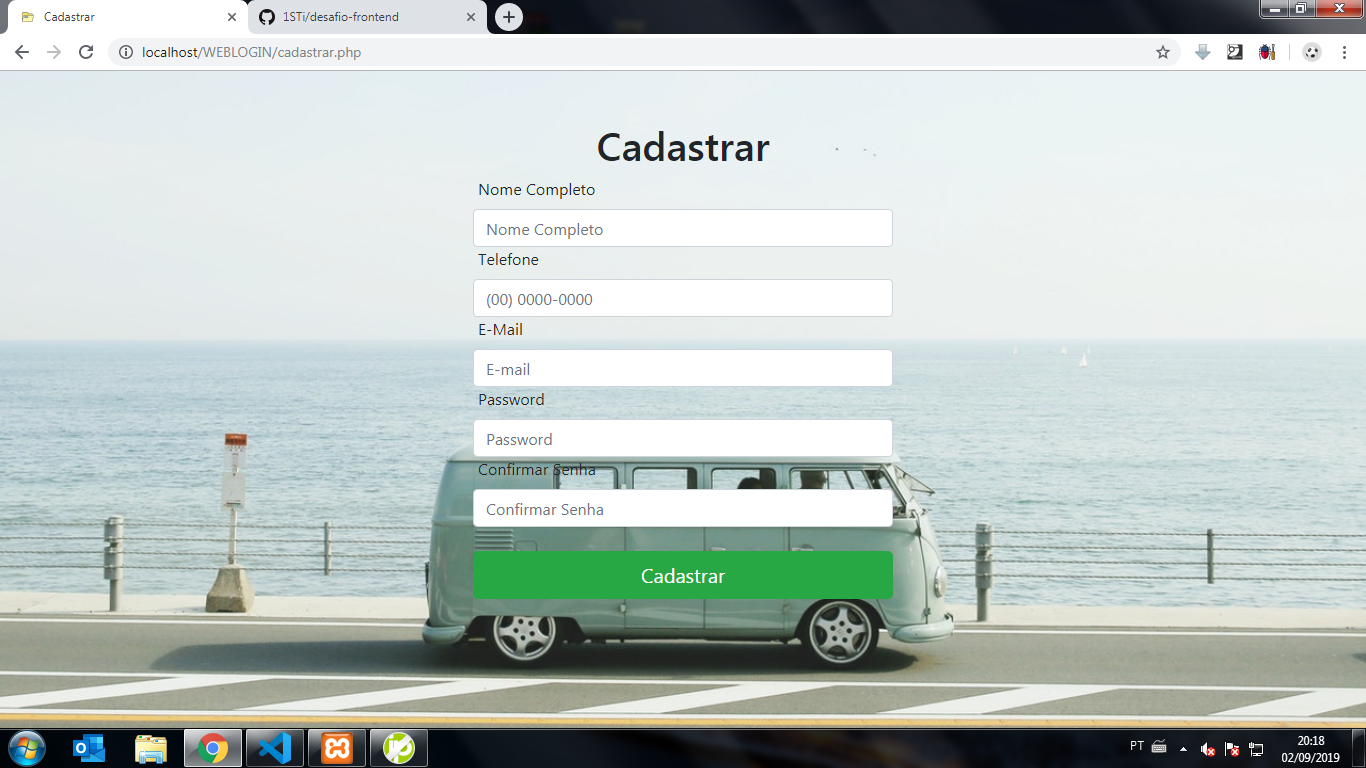 Cadastrar
1STi/desafio-frontend
localhost/WEBLOGIN/cadastrar.php
Cadastrar
Nome Completo
Nome Completo
Telefone
(00) 0000-0000
E-Mail
E-mail
Password
Password
Confirmar Senha
Confirmar Senha
Cadastrar
PT
20:18
02/09/2019